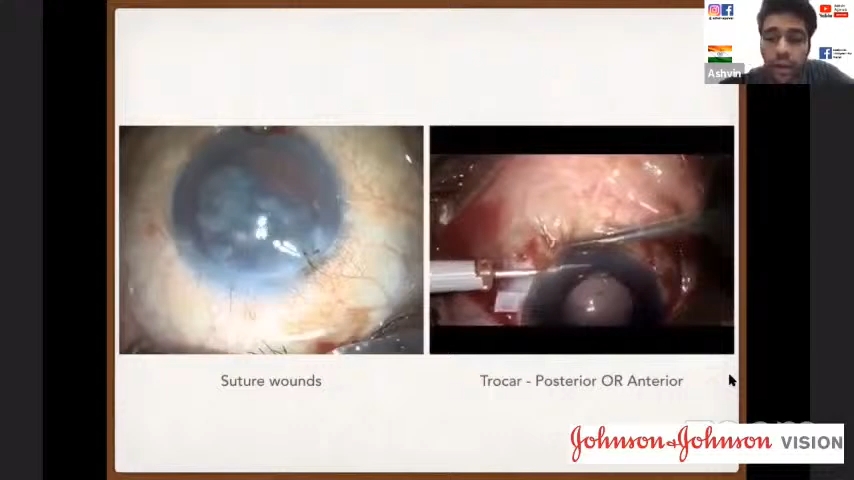 Ashvin
Suture wounds
Trocar - Posterior OR Anterior
Johnson & Johnson VISION